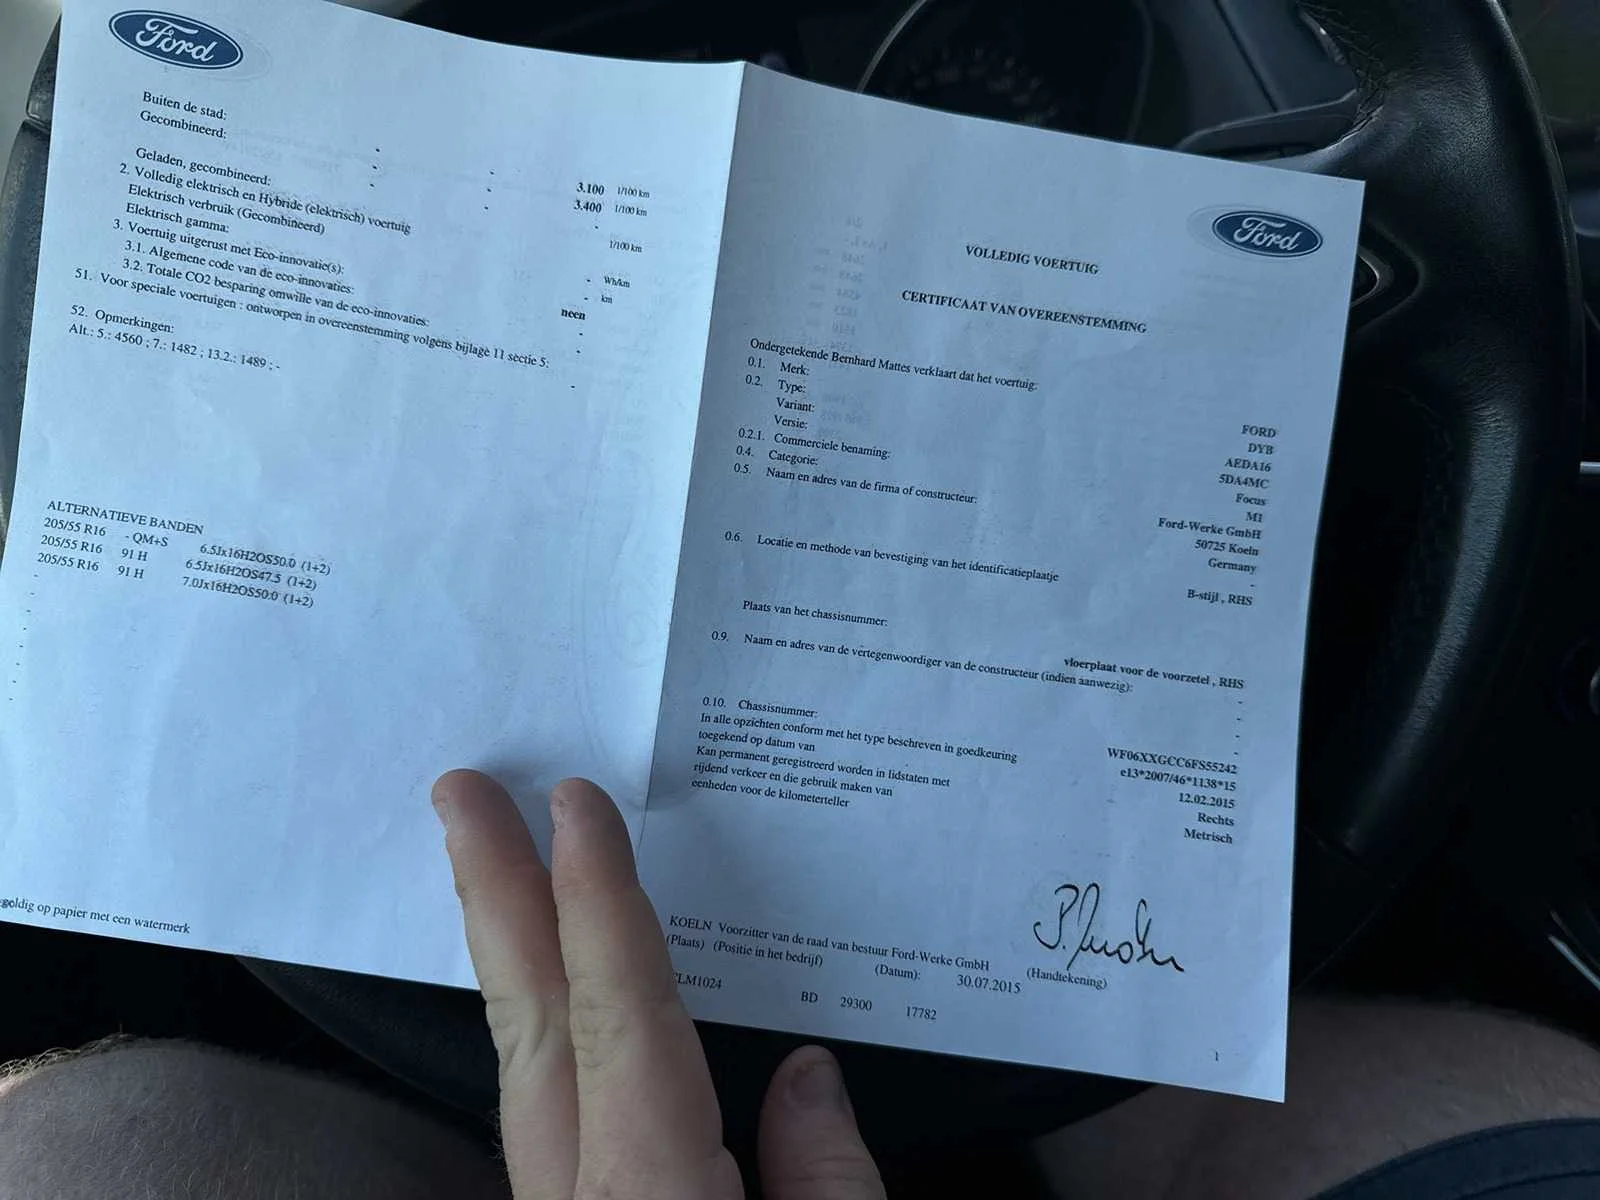 Ford
Buiten de stad:
Gecombineerd:
- - 3.100 l/100 km
Geladen, gecombineerd:
- - 3.400 l/100 km
2. Volledig elektrisch en Hybride (elektrisch) voertuig
- l/100 km
Elektrisch verbruik (Gecombineerd)
- Wh/km
Elektrisch gamma:
- km
3. Voertuig uitgerust met Eco-innovatie(s):
neen
3.1. Algemene code van de eco-innovaties:
-
3.2. Totale CO2 besparing omwille van de eco-innovaties:
-
51. Voor speciale voertuigen : ontworpen in overeenstemming volgens bijlage 11 sectie 5:
-
52. Opmerkingen:
Alt.: 5.: 4560 ; 7.: 1482 ; 13.2.: 1489 ; -
ALTERNATIEVE BANDEN
205/55 R16 - QM+S 6.5Jx16H2OS50.0 (1+2)
205/55 R16 91 H 6.5Jx16H2OS47.5 (1+2)
205/55 R16 91 H 7.0Jx16H2OS50.0 (1+2)
-
-
-
-
-
-
-
goldig op papier met een watermerk
Ford
VOLLEDIG VOERTUIG
CERTIFICAAT VAN OVEREENSTEMMING
Ondergetekende Bernhard Mattes verklaart dat het voertuig:
0.1. Merk: FORD
0.2. Type: DYB
Variant: AEDA16
Versie: 5DA4MC
0.2.1. Commerciele benaming: Focus
0.4. Categorie: M1
0.5. Naam en adres van de firma of constructeur: Ford-Werke GmbH
50725 Koeln
Germany
-
0.6. Locatie en methode van bevestiging van het identificatieplaatje B-stijl , RHS
Plaats van het chassisnummer: vloerplaat voor de voorzetel , RHS
0.9. Naam en adres van de vertegenwoordiger van de constructeur (indien aanwezig): -
-
-
-
0.10. Chassisnummer: WF06XXGCC6FS55242
In alle opzichten conform met het type beschreven in goedkeuring e13*2007/46*1138*15
toegekend op datum van 12.02.2015
Kan permanent geregistreerd worden in lidstaten met
rijdend verkeer en die gebruik maken van Rechts
eenheden voor de kilometerteller Metrisch
KOELN Voorzitter van de raad van bestuur Ford-Werke GmbH
(Plaats) (Positie in het bedrijf) (Datum): 30.07.2015 (Handtekening)
LM1024 BD 29300 17782
1